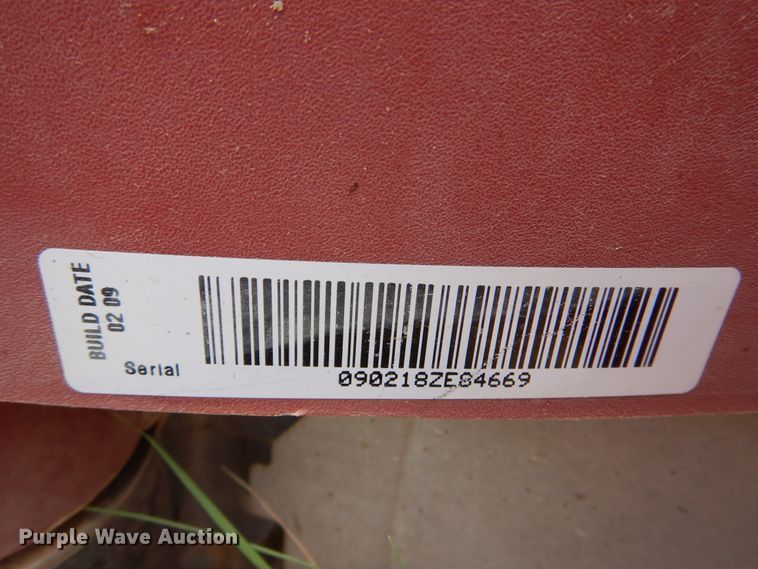 BUILD DATE
02 09
Serial
090218ZE84669
Purple Wave Auction